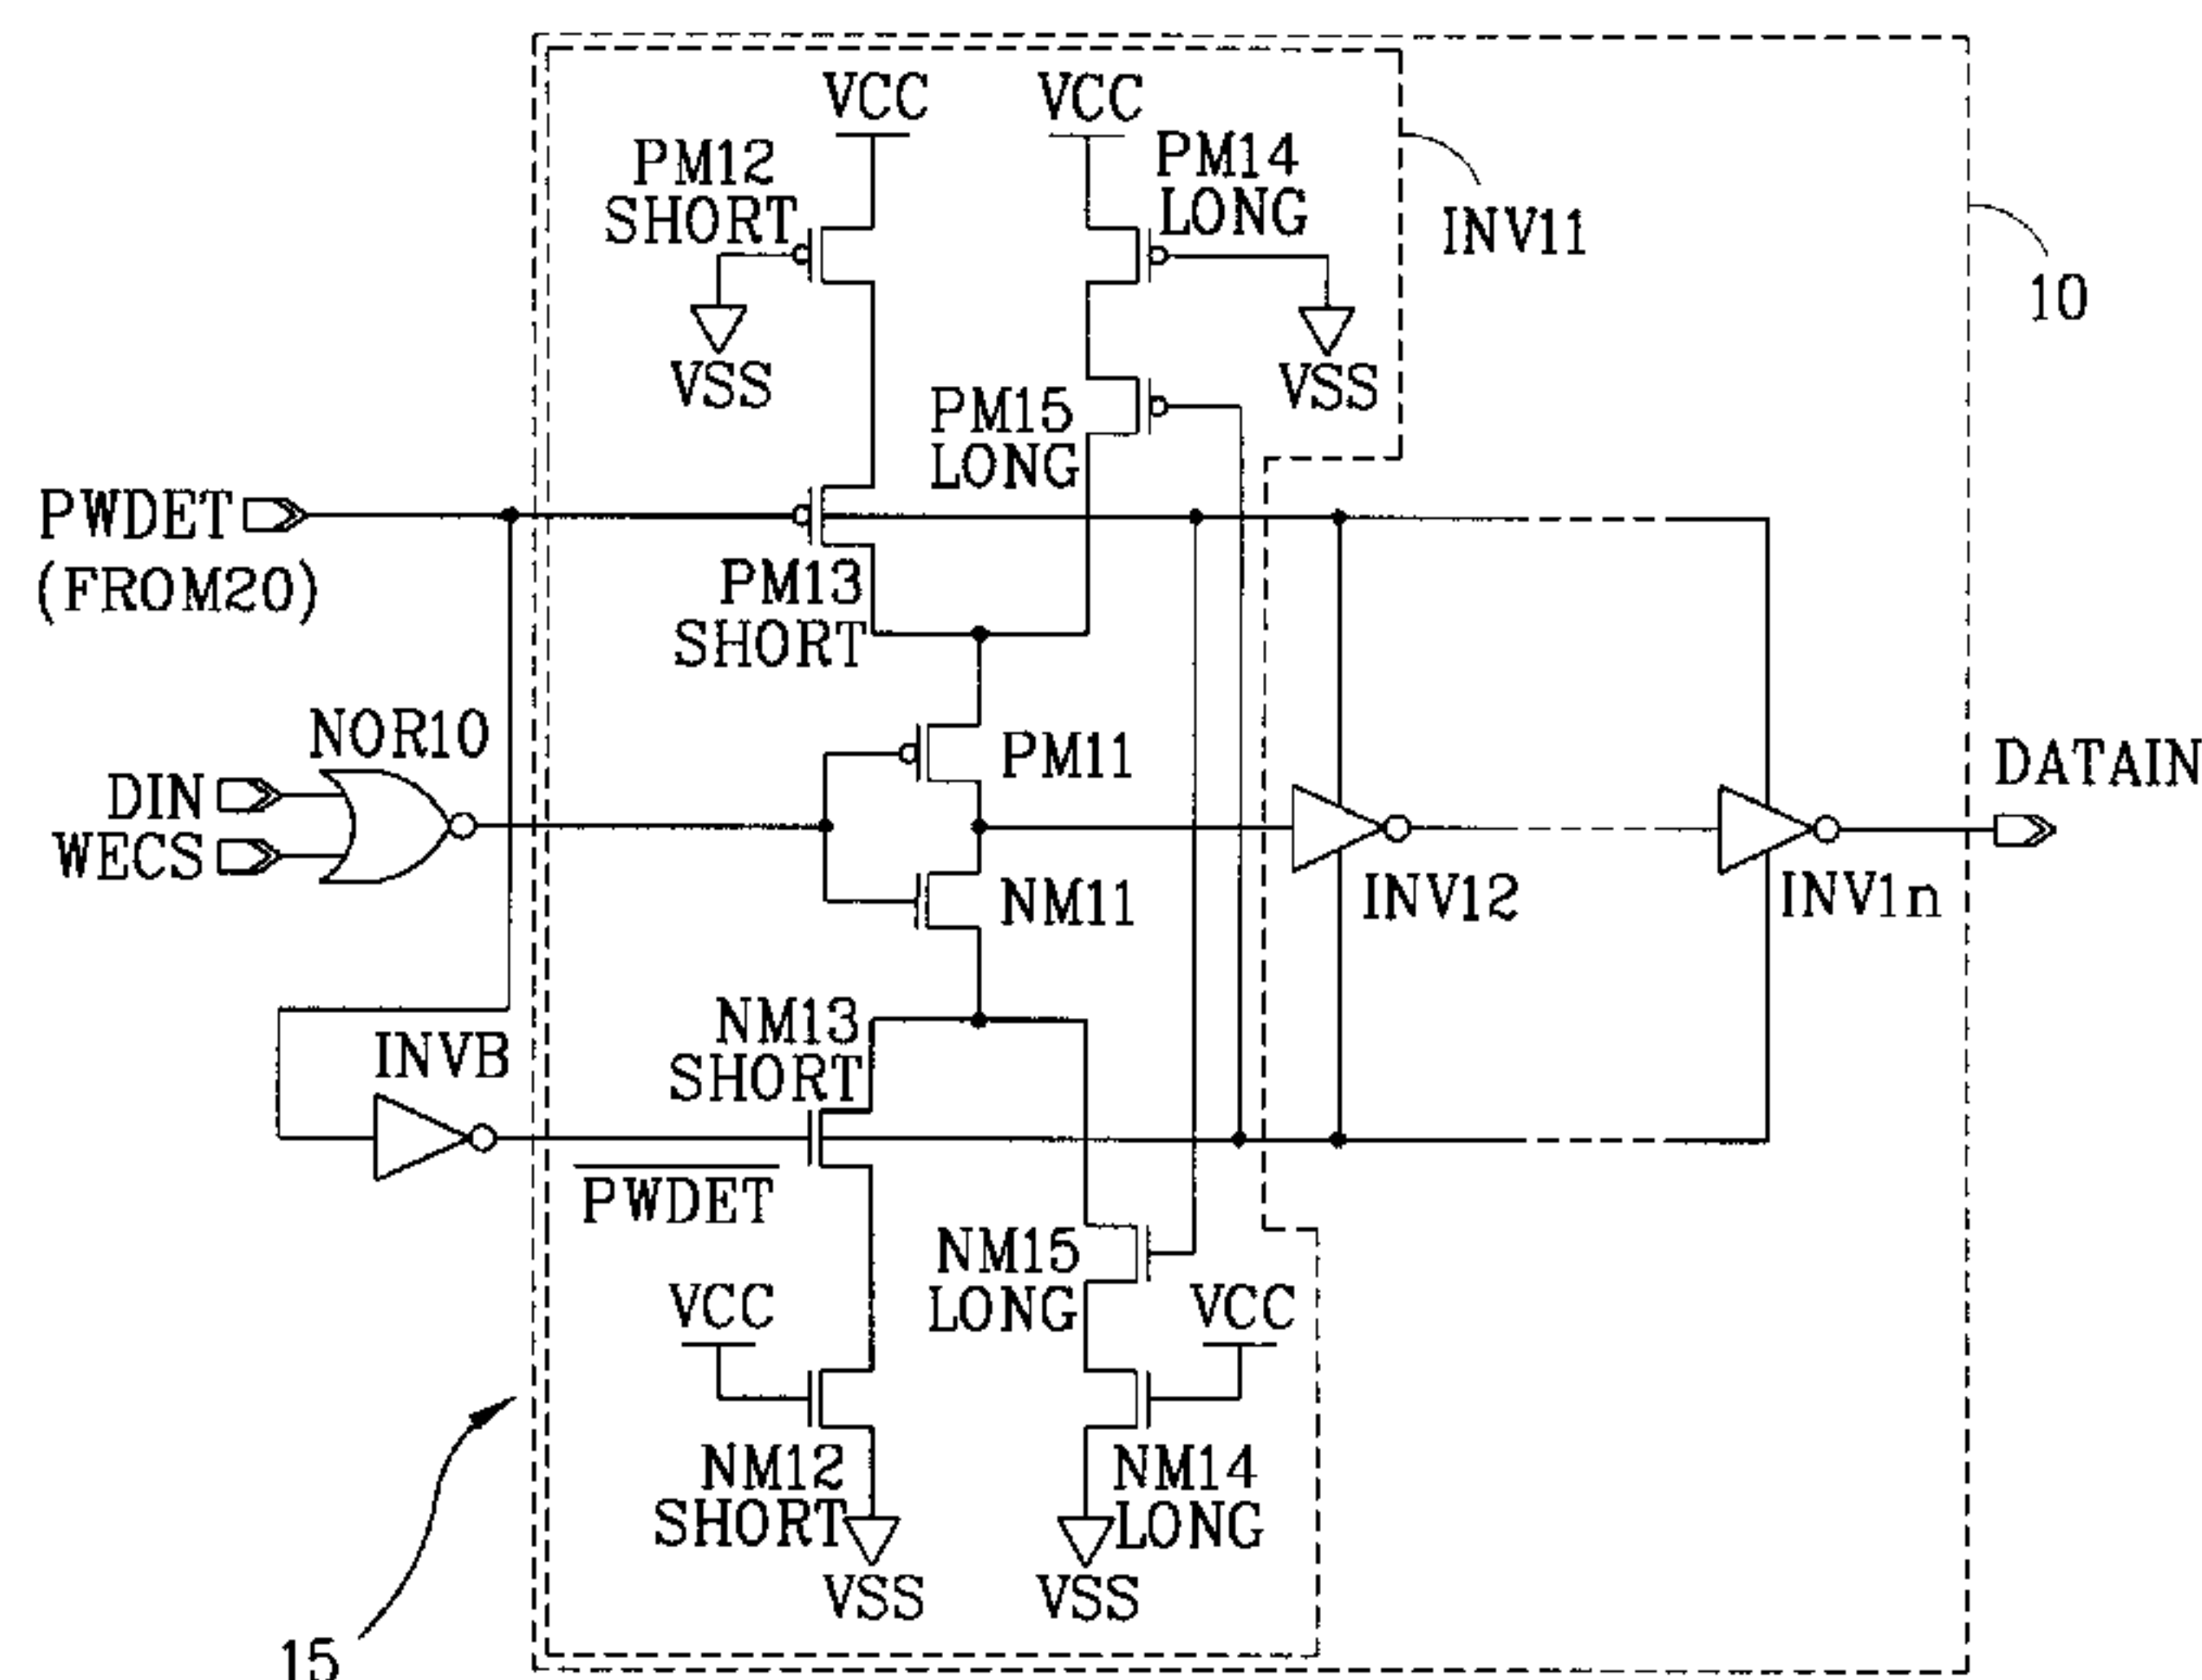 VCC
VCC
PM12
SHORT
PM14
LONG
INV11
10
VSS
VSS
PM15
LONG
PWDET
(FROM20)
PM13
SHORT
NOR10
PM11
DATAIN
DIN
WECS
NM11
INV12
INV1n
NM13
SHORT
INVB
PWDET
NM15
LONG
VCC
VCC
NM12
SHORT
NM14
LONG
VSS
VSS
15